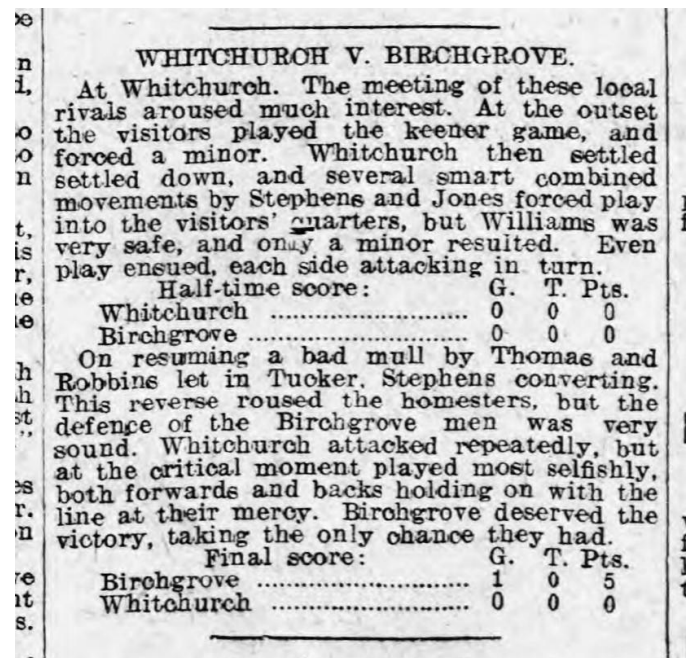 WHITCHURCH V. BIRCHGROVE.
At Whitchurch. The meeting of these local
rivals aroused much interest. At the outset
the visitors played the keener game, and
forced a minor. Whitchurch then settled
settled down, and several smart combined
movements by Stephens and Jones forced play
into the visitors' quarters, but Williams was
very safe, and only a minor resulted. Even
play ensued, each side attacking in turn.
Half-time score: G. T. Pts.
Whitchurch ........................... 0 0 0
Birchgrove .............................. 0 0 0
On resuming a bad mull by Thomas and
Robbins let in Tucker, Stephens converting.
This reverse roused the homesters, but the
defence of the Birchgrove men was very
sound. Whitchurch attacked repeatedly, but
at the critical moment played most selfishly,
both forwards and backs holding on with the
line at their mercy. Birchgrove deserved the
victory, taking the only chance they had.
Final score: G. T. Pts.
Birchgrove ............................. 1 0 5
Whitchurch ........................... 0 0 0